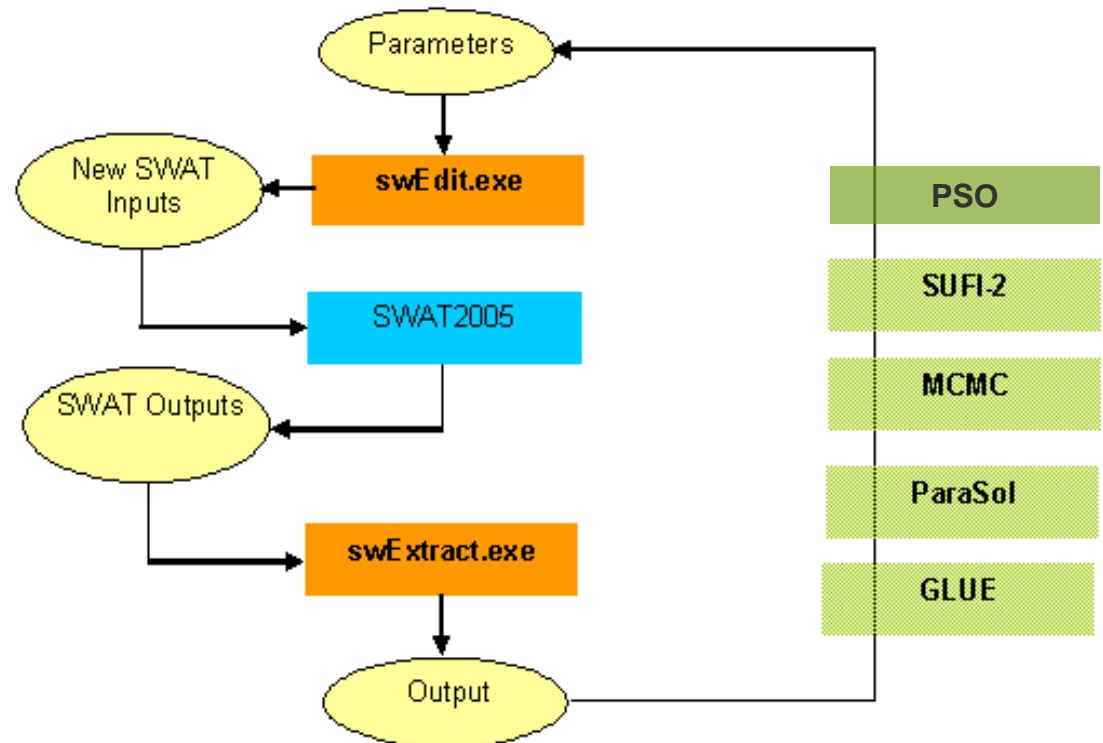 Parameters
New SWAT
Inputs
swEdit.exe
PSO
SUFI-2
SWAT2005
MCMC
SWAT Outputs
ParaSol
swExtract.exe
GLUE
Output